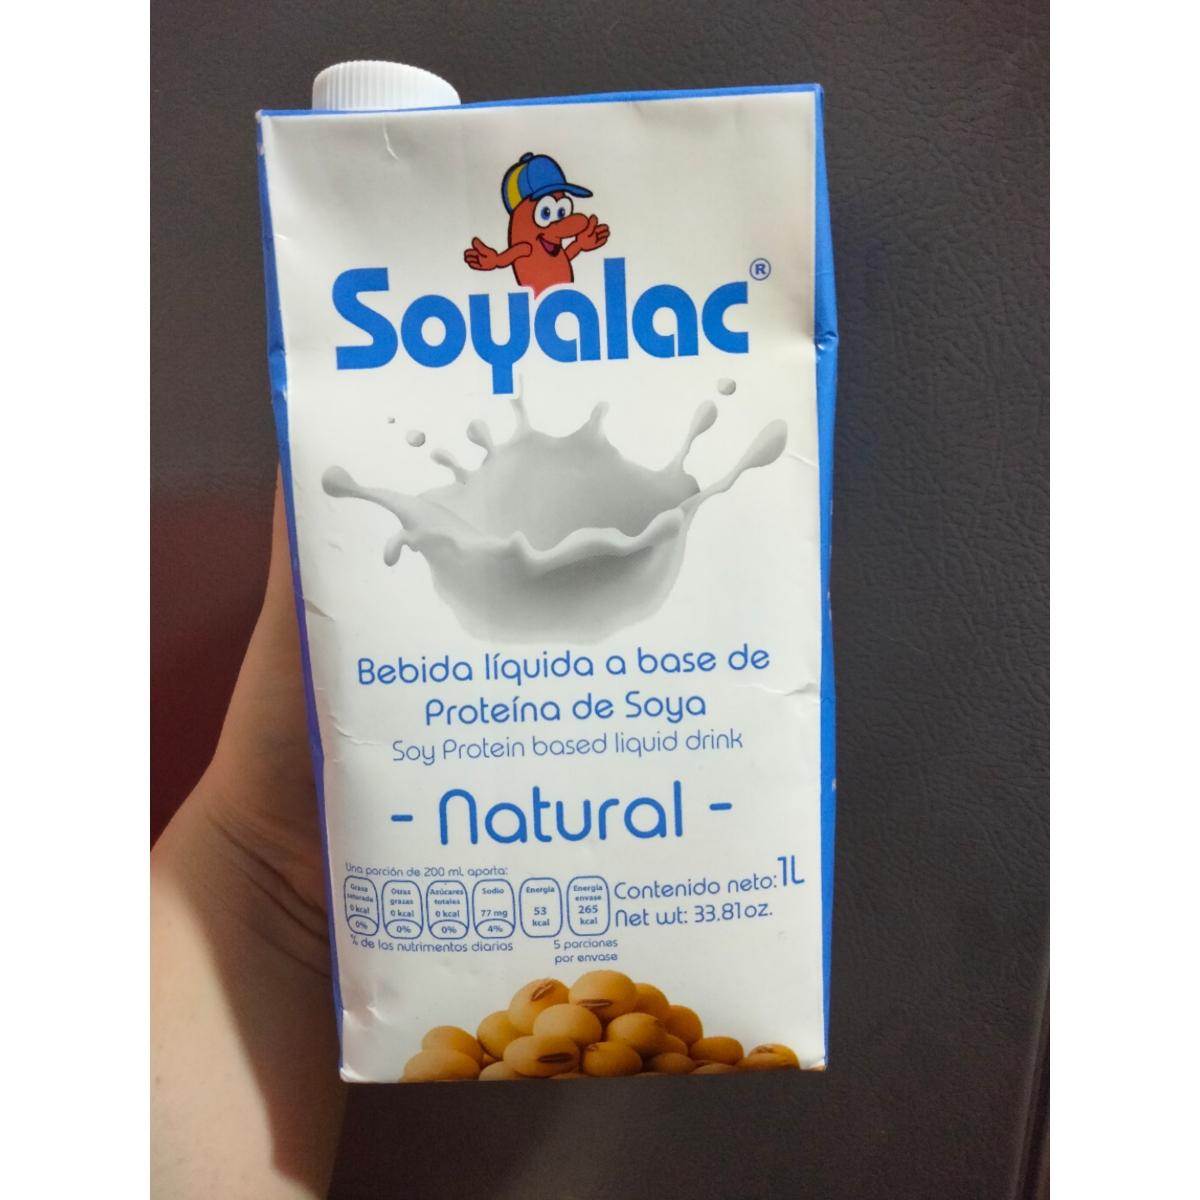 Soyalac®
Bebida líquida a base de
Proteína de Soya
Soy Protein based liquid drink
- Natural -
Una porción de 200 mL aporta:
Grasa saturada 0 kcal 0%
Otras grasas 0 kcal 0%
Azúcares totales 0 kcal 0%
Sodio 77 mg 4%
Energía 53 kcal
Energía envase 265 kcal
% de los nutrimentos diarios
5 porciones
por envase
Contenido neto: 1L
Net wt: 33.81oz.